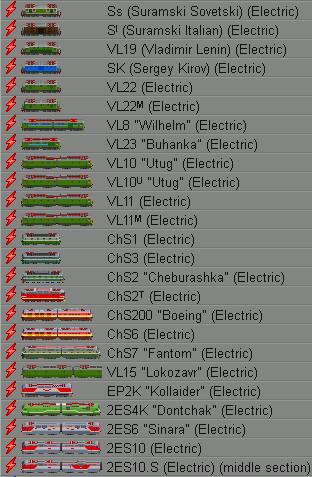 Ss (Suramski Sovetski) (Electric)
Sᴵ (Suramski Italian) (Electric)
VL19 (Vladimir Lenin) (Electric)
SK (Sergey Kirov) (Electric)
VL22 (Electric)
VL22ᴹ (Electric)
VL8 "Wilhelm" (Electric)
VL23 "Buhanka" (Electric)
VL10 "Utug" (Electric)
VL10ᵁ "Utug" (Electric)
VL11 (Electric)
VL11ᴹ (Electric)
ChS1 (Electric)
ChS3 (Electric)
ChS2 "Cheburashka" (Electric)
ChS2ᵀ (Electric)
ChS200 "Boeing" (Electric)
ChS6 (Electric)
ChS7 "Fantom" (Electric)
VL15 "Lokozavr" (Electric)
EP2K "Kollaider" (Electric)
2ES4K "Dontchak" (Electric)
2ES6 "Sinara" (Electric)
2ES10 (Electric)
2ES10.S (Electric) (middle section)